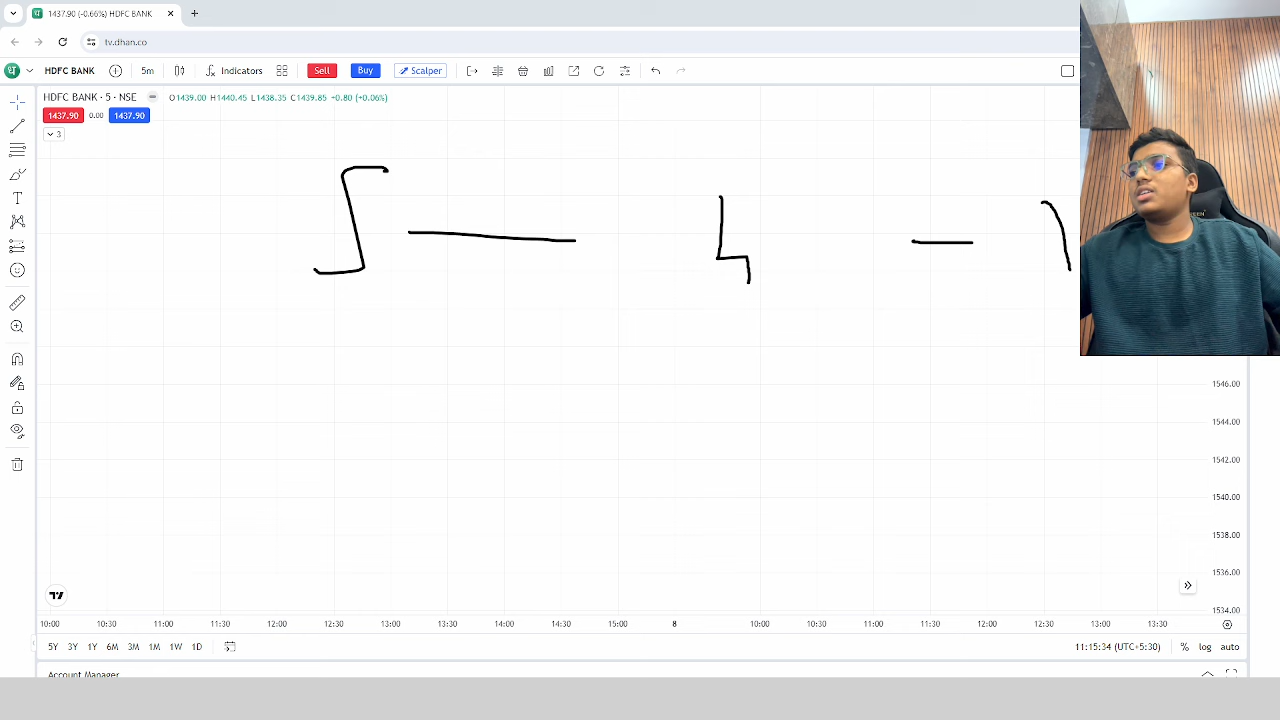 1437.90 (-0.66%) HDFC BANK
tv.dhan.co
HDFC BANK 5m Indicators Sell Buy Scalper
HDFC BANK · 5 · NSE O1439.00 H1440.45 L1438.35 C1439.85 +0.80 (+0.06%)
1437.90 0.00 1437.90
3
1546.00
1544.00
1542.00
1540.00
1538.00
1536.00
1534.00
10:00 10:30 11:00 11:30 12:00 12:30 13:00 13:30 14:00 14:30 15:00 8 10:00 10:30 11:00 11:30 12:00 12:30 13:00 13:30
5Y 3Y 1Y 6M 3M 1M 1W 1D 11:15:34 (UTC+5:30) % log auto
Account Manager